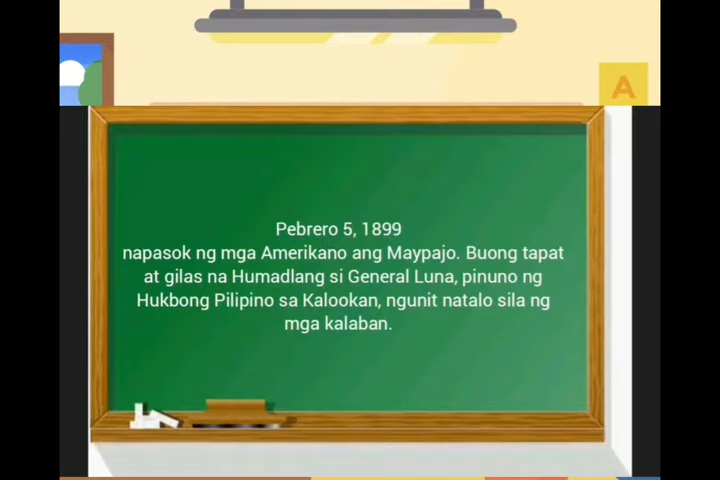 A
Pebrero 5, 1899
napasok ng mga Amerikano ang Maypajo. Buong tapat
at gilas na Humadlang si General Luna, pinuno ng
Hukbong Pilipino sa Kalookan, ngunit natalo sila ng
mga kalaban.